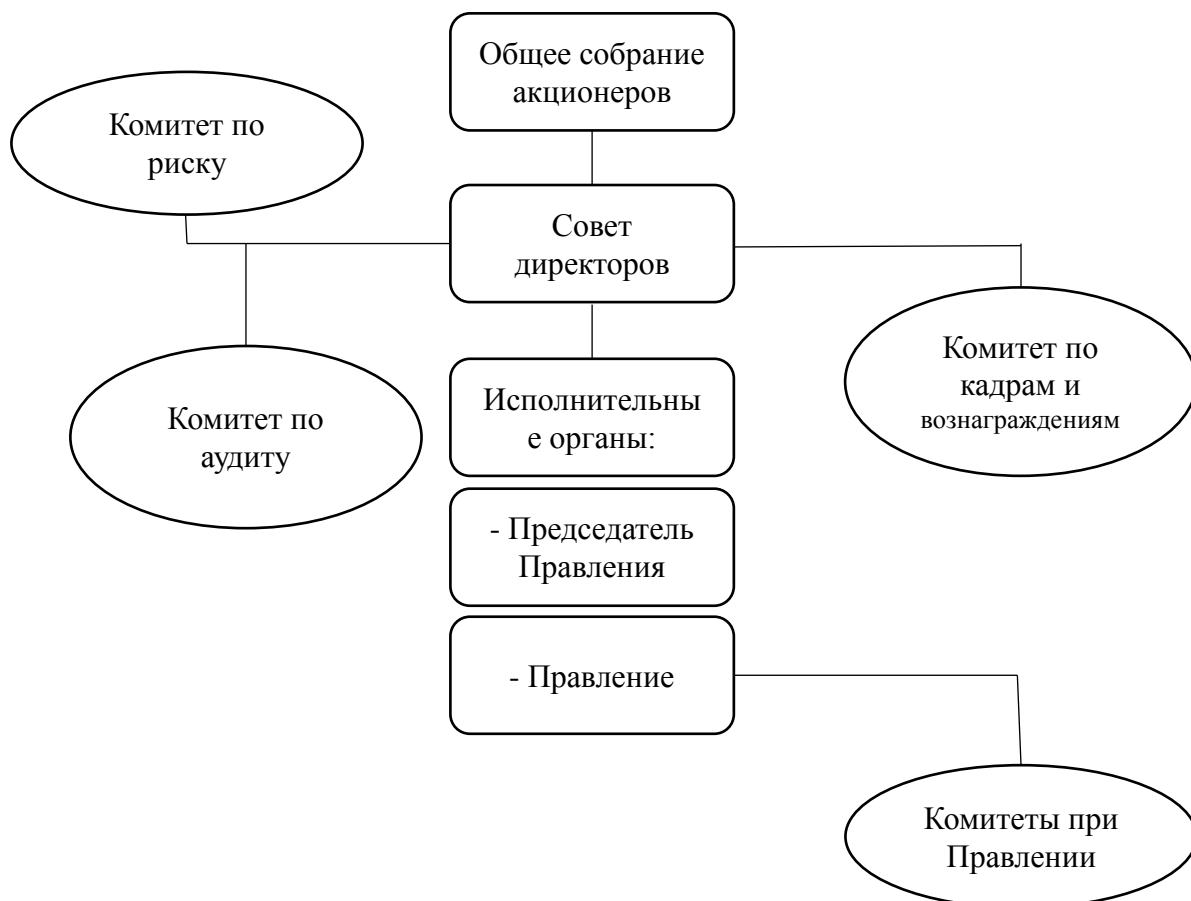 Общее собрание
акционеров
Комитет по
риску
Совет
директоров
Комитет по
кадрам и
вознаграждениям
Исполнительны
е органы:
Комитет по
аудиту
- Председатель
Правления
- Правление
Комитеты при
Правлении